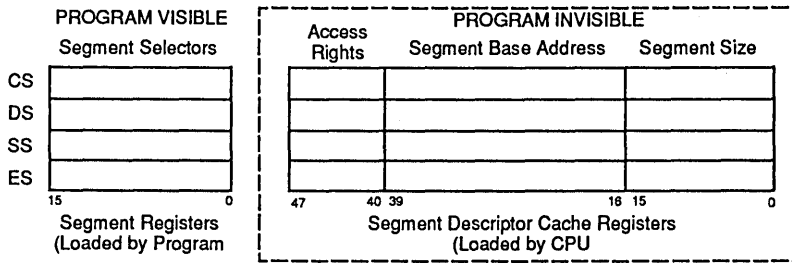 PROGRAM VISIBLE
Segment Selectors
CS
DS
SS
ES
15 0
Segment Registers
(Loaded by Program
PROGRAM INVISIBLE
Access
Rights
Segment Base Address
Segment Size
47 40 39 16 15 0
Segment Descriptor Cache Registers
(Loaded by CPU